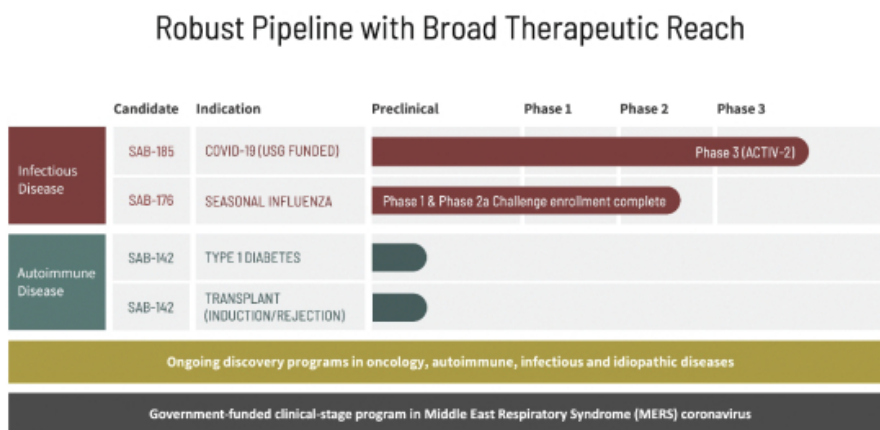 Robust Pipeline with Broad Therapeutic Reach
Candidate Indication Preclinical Phase 1 Phase 2 Phase 3
Infectious
Disease
SAB-185 COVID-19 (USG FUNDED) Phase 3 (ACTIV-2)
SAB-176 SEASONAL INFLUENZA Phase 1 & Phase 2a Challenge enrollment complete
Autoimmune
Disease
SAB-142 TYPE 1 DIABETES
SAB-142 TRANSPLANT
(INDUCTION/REJECTION)
Ongoing discovery programs in oncology, autoimmune, infectious and idiopathic diseases
Government-funded clinical-stage program in Middle East Respiratory Syndrome (MERS) coronavirus